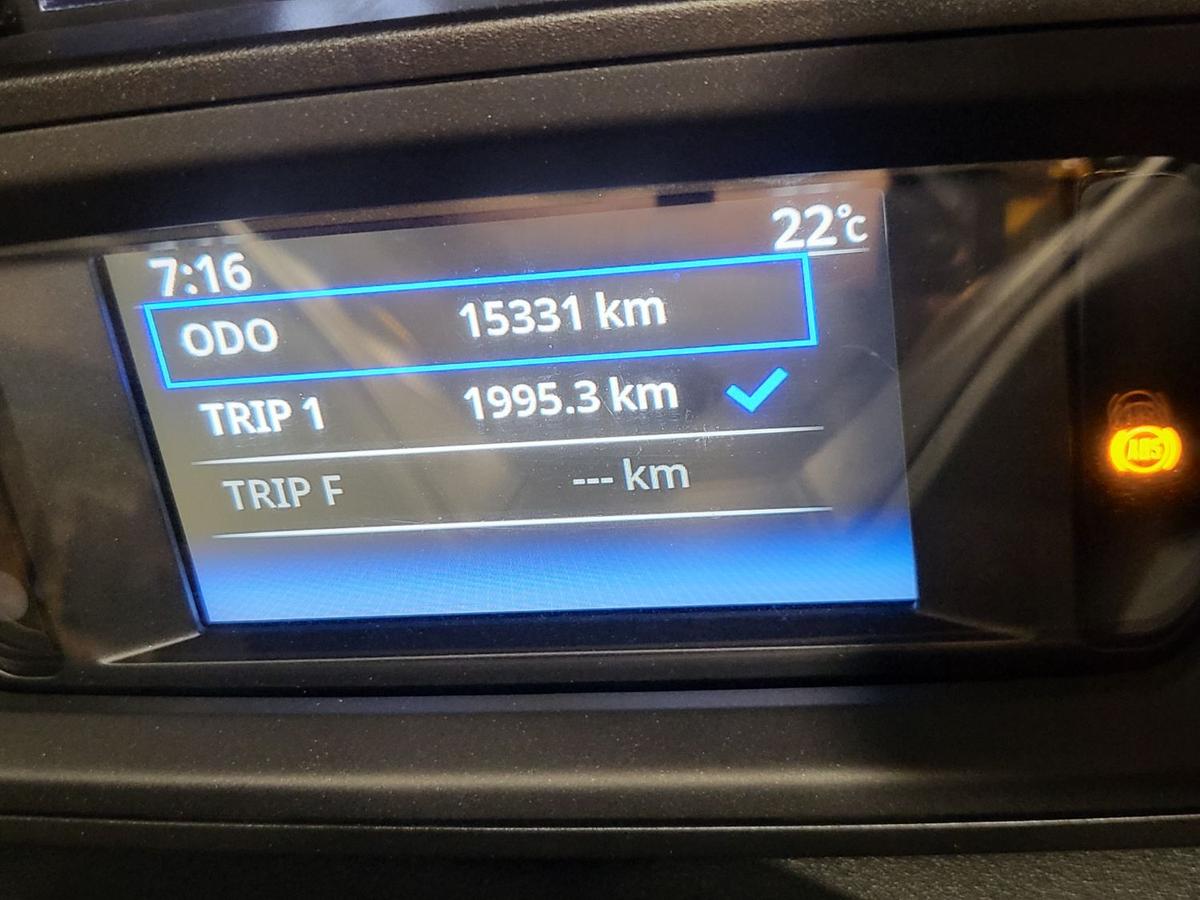 22°C
7:16
ODO 15331 km
TRIP 1 1995.3 km
TRIP F --- km
ABS